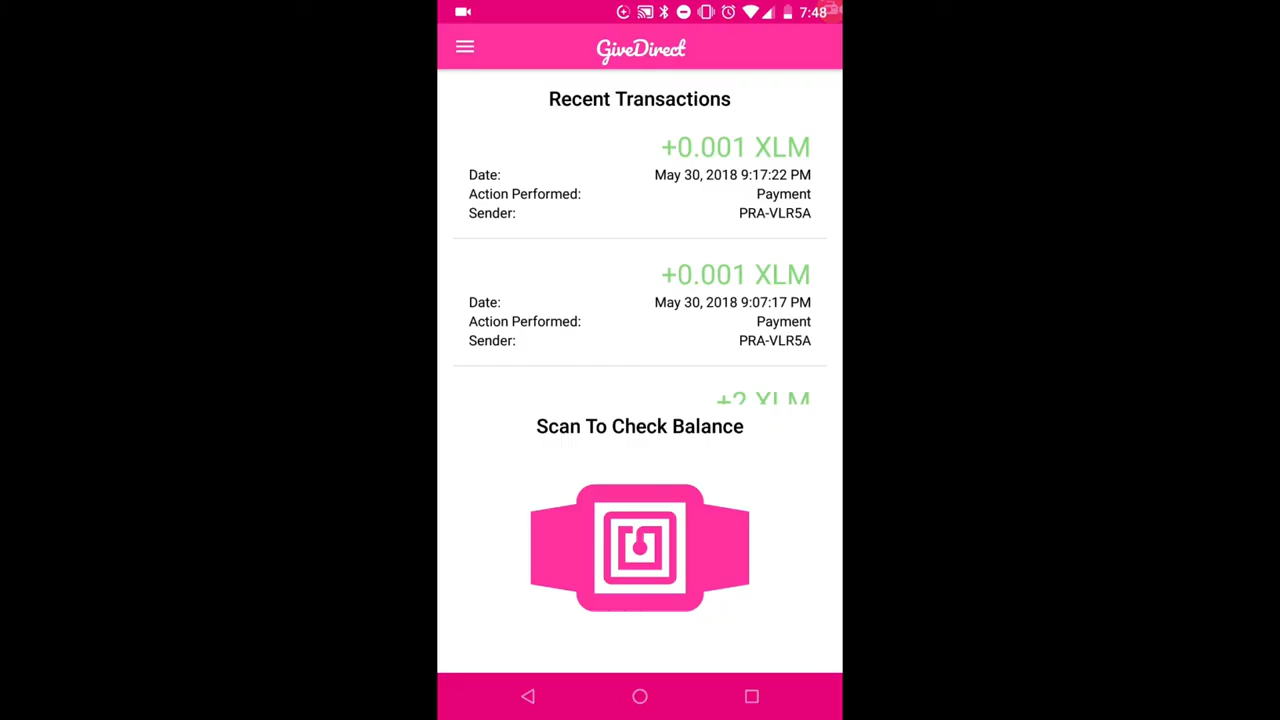 7:48
GiveDirect
Recent Transactions
+0.001 XLM
Date: May 30, 2018 9:17:22 PM
Action Performed: Payment
Sender: PRA-VLR5A
+0.001 XLM
Date: May 30, 2018 9:07:17 PM
Action Performed: Payment
Sender: PRA-VLR5A
+2 XLM
Scan To Check Balance